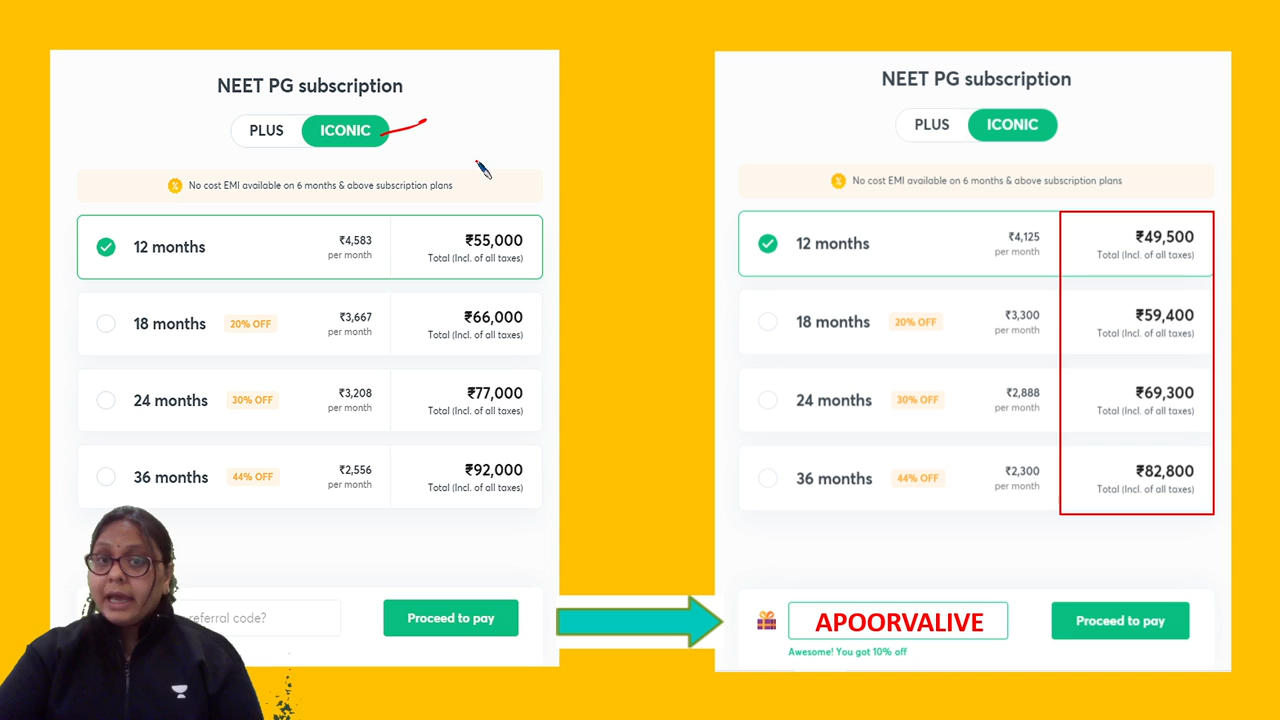 NEET PG subscription
PLUS ICONIC
No cost EMI available on 6 months & above subscription plans
12 months ₹4,583 per month ₹55,000 Total (Incl. of all taxes)
18 months 20% OFF ₹3,667 per month ₹66,000 Total (Incl. of all taxes)
24 months 30% OFF ₹3,208 per month ₹77,000 Total (Incl. of all taxes)
36 months 44% OFF ₹2,556 per month ₹92,000 Total (Incl. of all taxes)
referral code? Proceed to pay
NEET PG subscription
PLUS ICONIC
No cost EMI available on 6 months & above subscription plans
12 months ₹4,125 per month ₹49,500 Total (Incl. of all taxes)
18 months 20% OFF ₹3,300 per month ₹59,400 Total (Incl. of all taxes)
24 months 30% OFF ₹2,888 per month ₹69,300 Total (Incl. of all taxes)
36 months 44% OFF ₹2,300 per month ₹82,800 Total (Incl. of all taxes)
APOORVALIVE Proceed to pay
Awesome! You got 10% off